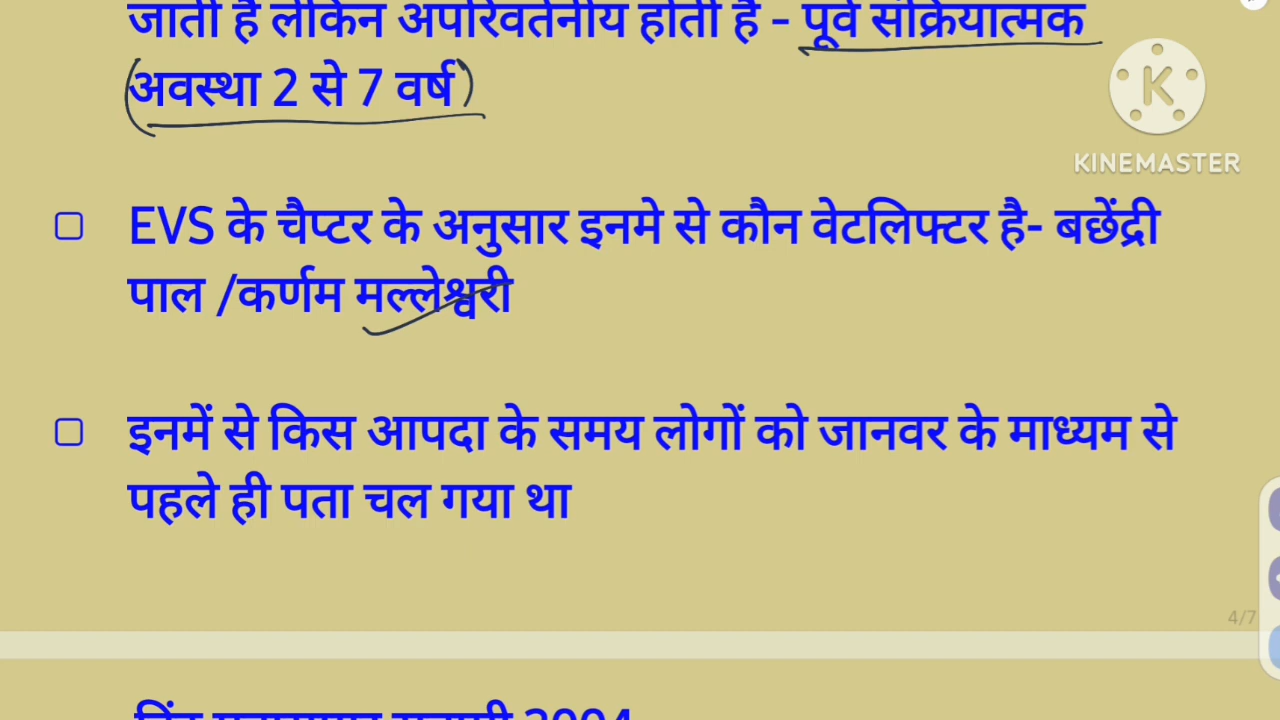 जाती है लेकिन अपरिवर्तनीय होती है - पूर्व संक्रियात्मक
(अवस्था 2 से 7 वर्ष)
K
KINEMASTER
EVS के चैप्टर के अनुसार इनमे से कौन वेटलिफ्टर है- बछेंद्री
पाल /कर्णम मल्लेश्वरी
इनमें से किस आपदा के समय लोगों को जानवर के माध्यम से
पहले ही पता चल गया था
4/7
2004